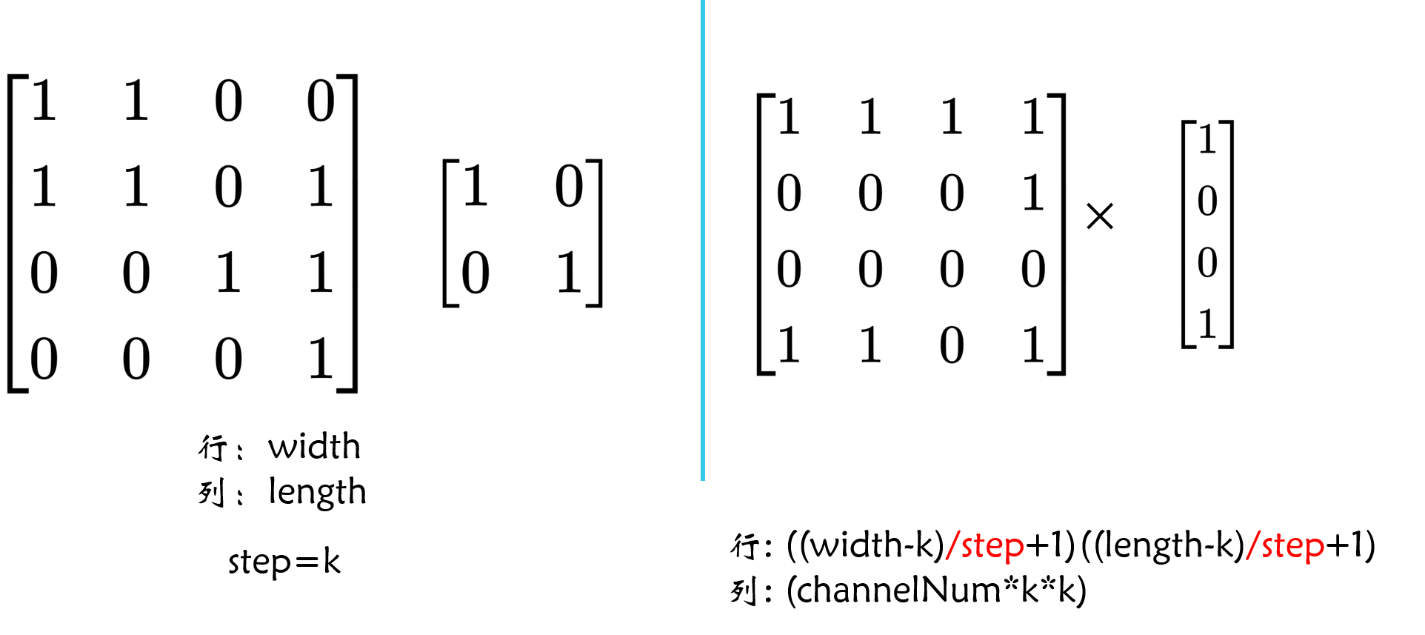 1 1 0 0
1 1 0 1
0 0 1 1
0 0 0 1
1 0
0 1
行：width
列：length
step=k
1 1 1 1
0 0 0 1
0 0 0 0
1 1 0 1
×
1
0
0
1
行: ((width-k)/step+1)((length-k)/step+1)
列: (channelNum*k*k)